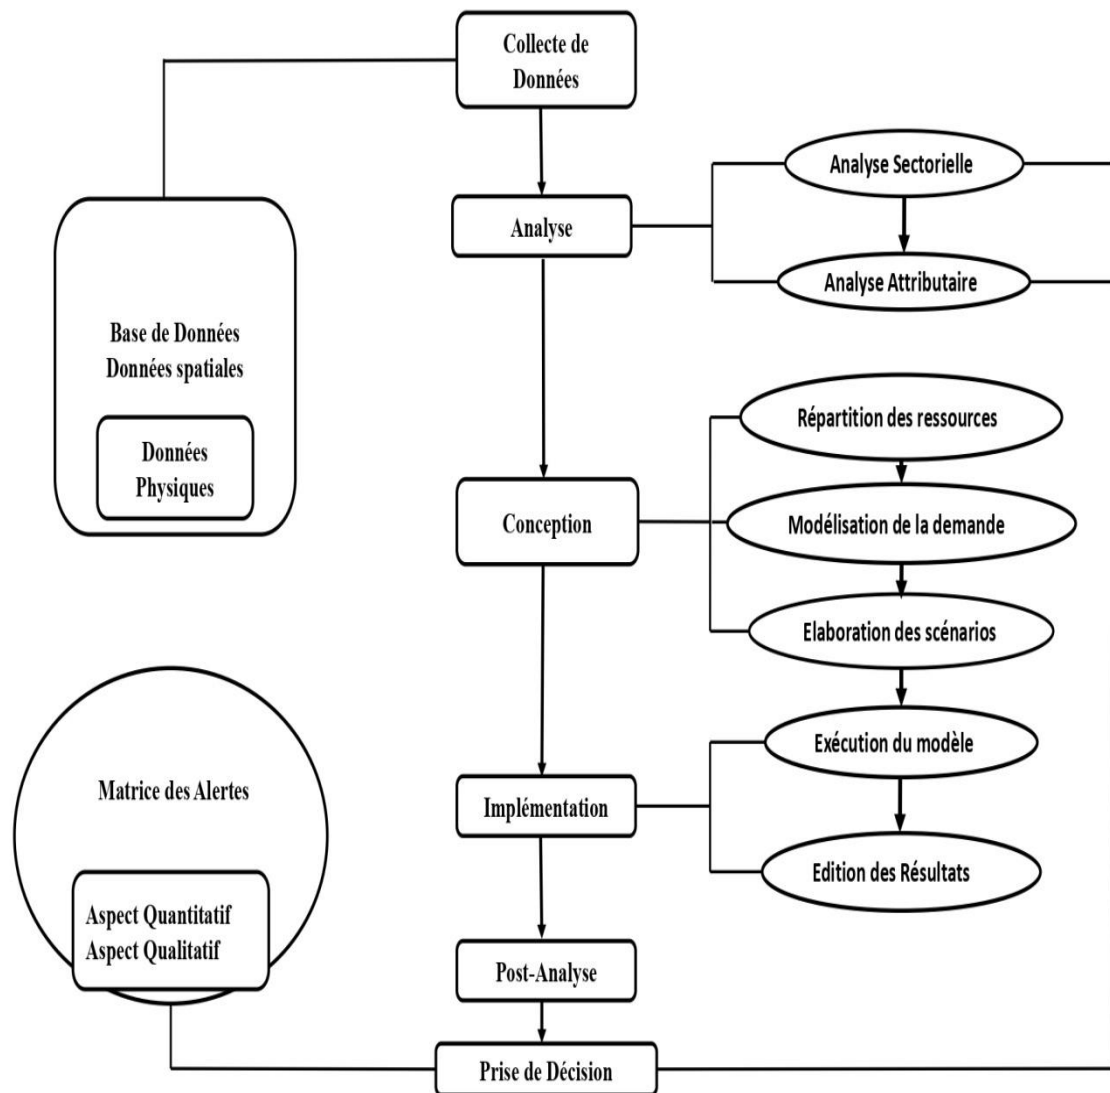 Collecte de
Données
Analyse Sectorielle
Analyse
Analyse Attributaire
Base de Données
Données spatiales
Données
Physiques
Répartition des ressources
Conception
Modélisation de la demande
Elaboration des scénarios
Exécution du modèle
Matrice des Alertes
Implémentation
Edition des Résultats
Aspect Quantitatif
Aspect Qualitatif
Post-Analyse
Prise de Décision